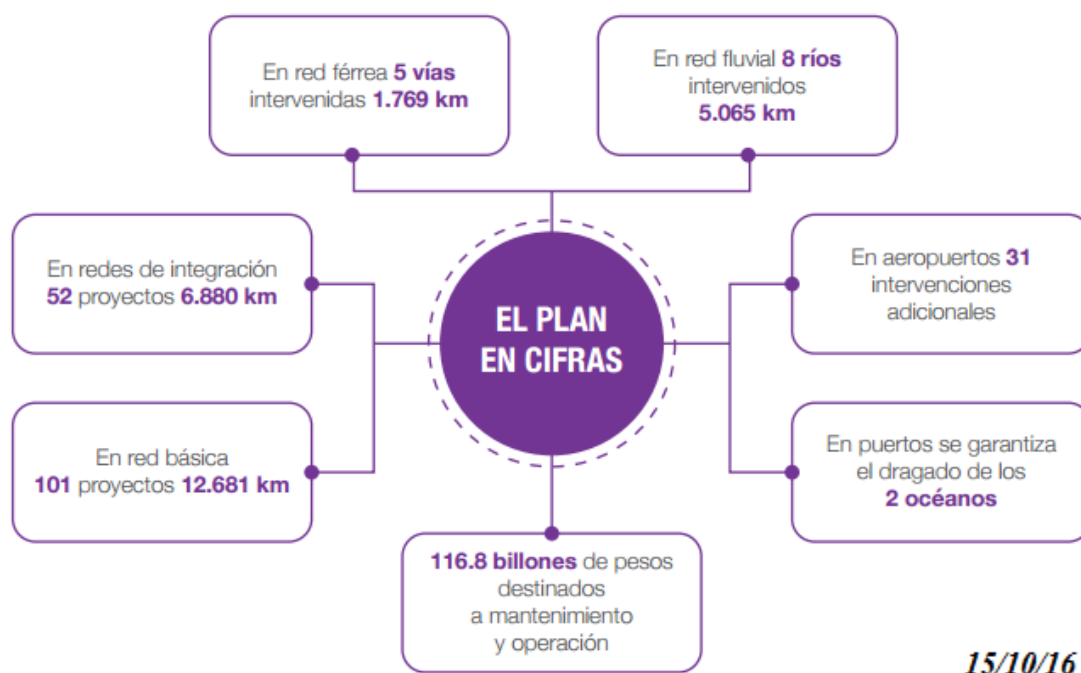 En red férrea 5 vías
intervenidas 1.769 km
En red fluvial 8 ríos
intervenidos
5.065 km
En redes de integración
52 proyectos 6.880 km
EL PLAN
EN CIFRAS
En aeropuertos 31
intervenciones
adicionales
En red básica
101 proyectos 12.681 km
En puertos se garantiza
el dragado de los
2 océanos
116.8 billones de pesos
destinados
a mantenimiento
y operación
15/10/16